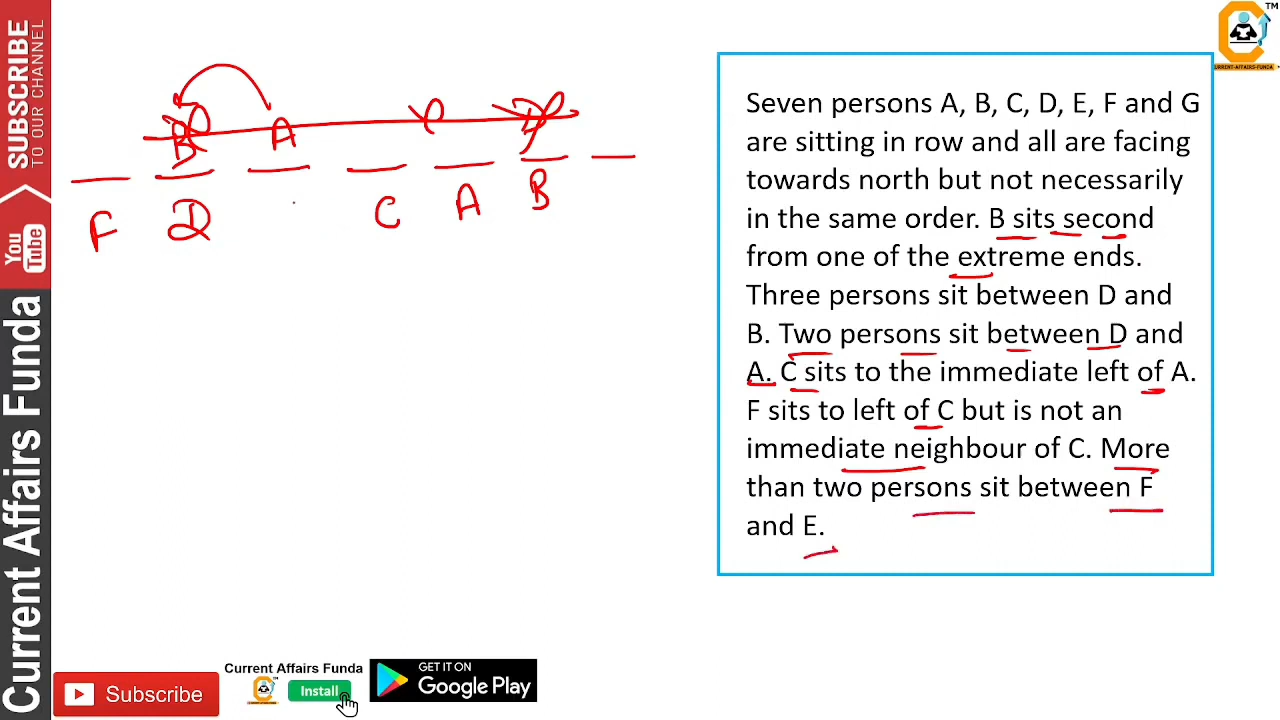 SUBSCRIBE
TO OUR CHANNEL
You
Tube
Current Affairs Funda
A
F D C A B
TM
CURRENT-AFFAIRS-FUNDA
Seven persons A, B, C, D, E, F and G
are sitting in row and all are facing
towards north but not necessarily
in the same order. B sits second
from one of the extreme ends.
Three persons sit between D and
B. Two persons sit between D and
A. C sits to the immediate left of A.
F sits to left of C but is not an
immediate neighbour of C. More
than two persons sit between F
and E.
Subscribe
Current Affairs Funda
Install
GET IT ON
Google Play